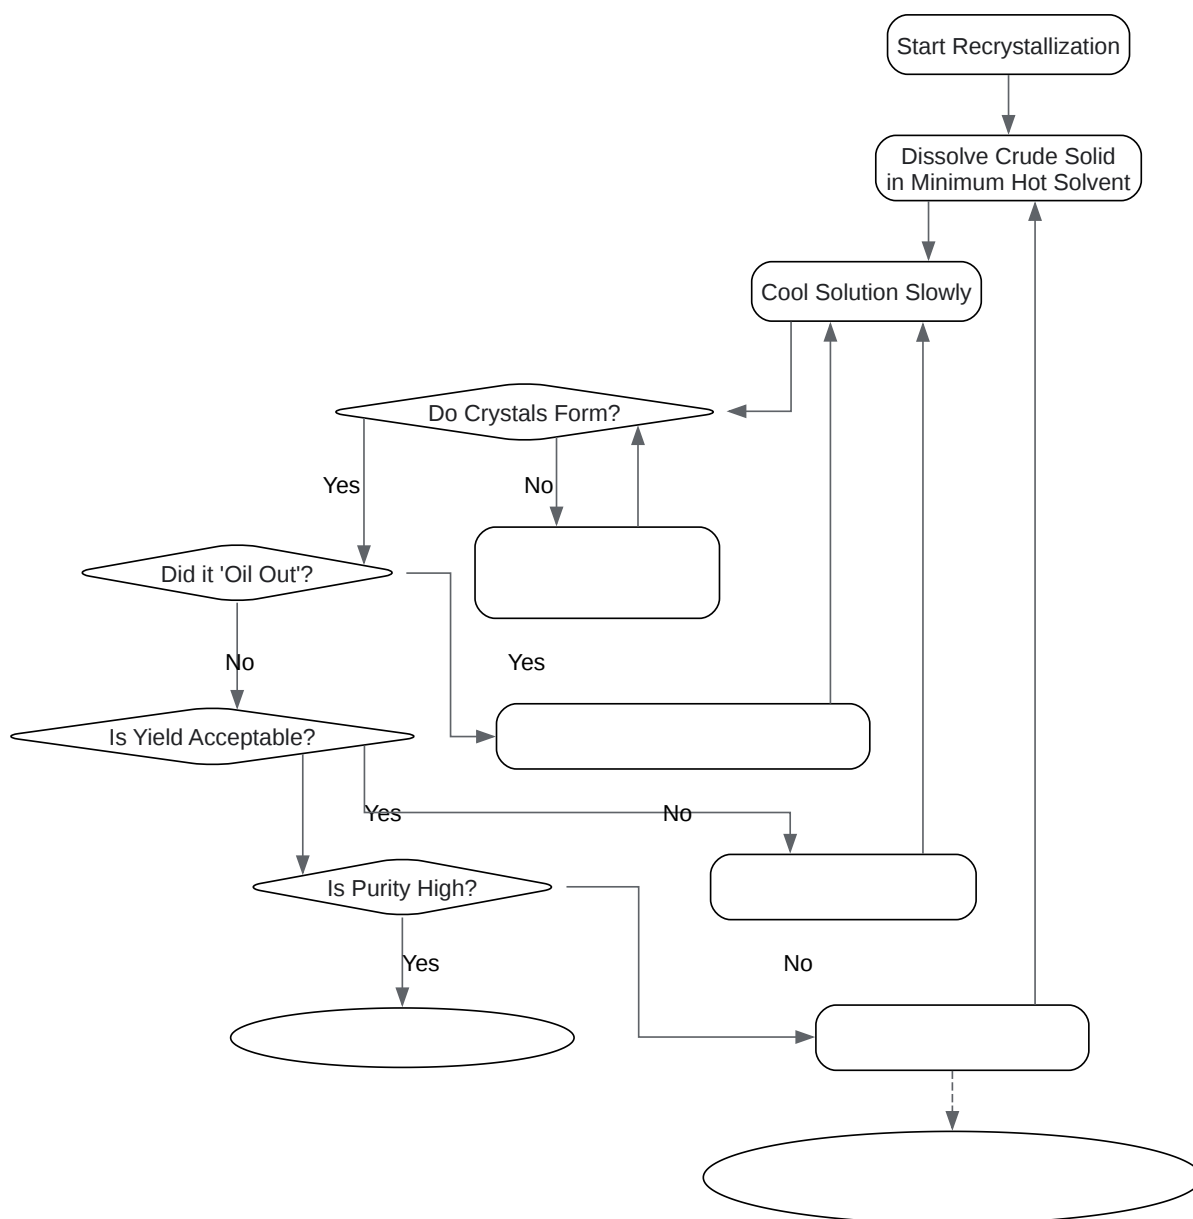 Start Recrystallization
Dissolve Crude Solid
in Minimum Hot Solvent
Cool Solution Slowly
Do Crystals Form?
Yes
No
Did it 'Oil Out'?
No
Yes
Is Yield Acceptable?
Yes
No
Is Purity High?
Yes
No